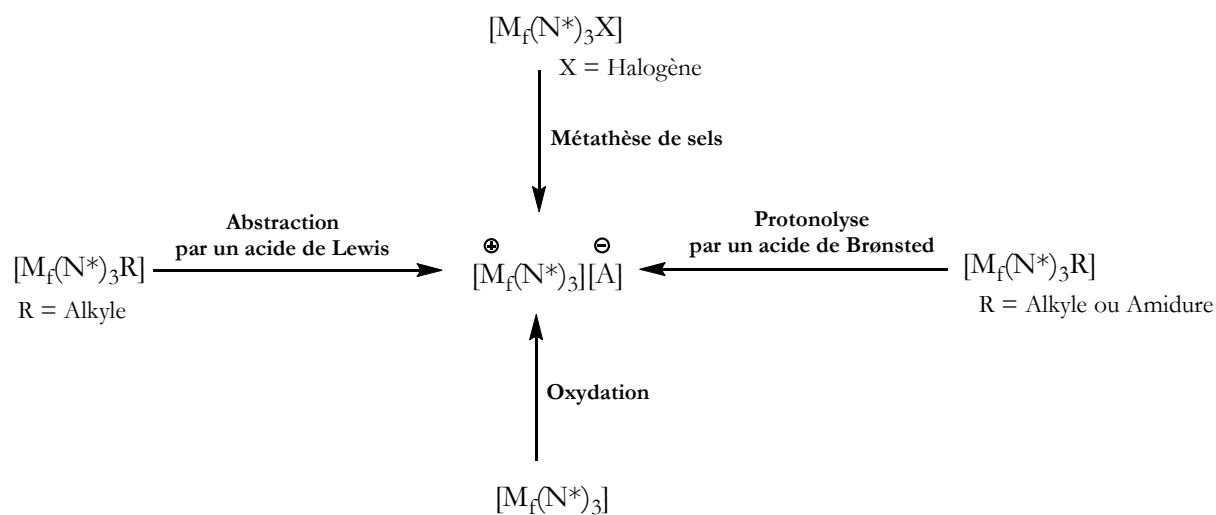 [M_f(N*)_3X]
X = Halogène
Métathèse de sels
Abstraction
par un acide de Lewis
Protonolyse
par un acide de Brønsted
[M_f(N*)_3R]
R = Alkyle
⊕ ⊖
[M_f(N*)_3][A]
[M_f(N*)_3R]
R = Alkyle ou Amidure
Oxydation
[M_f(N*)_3]